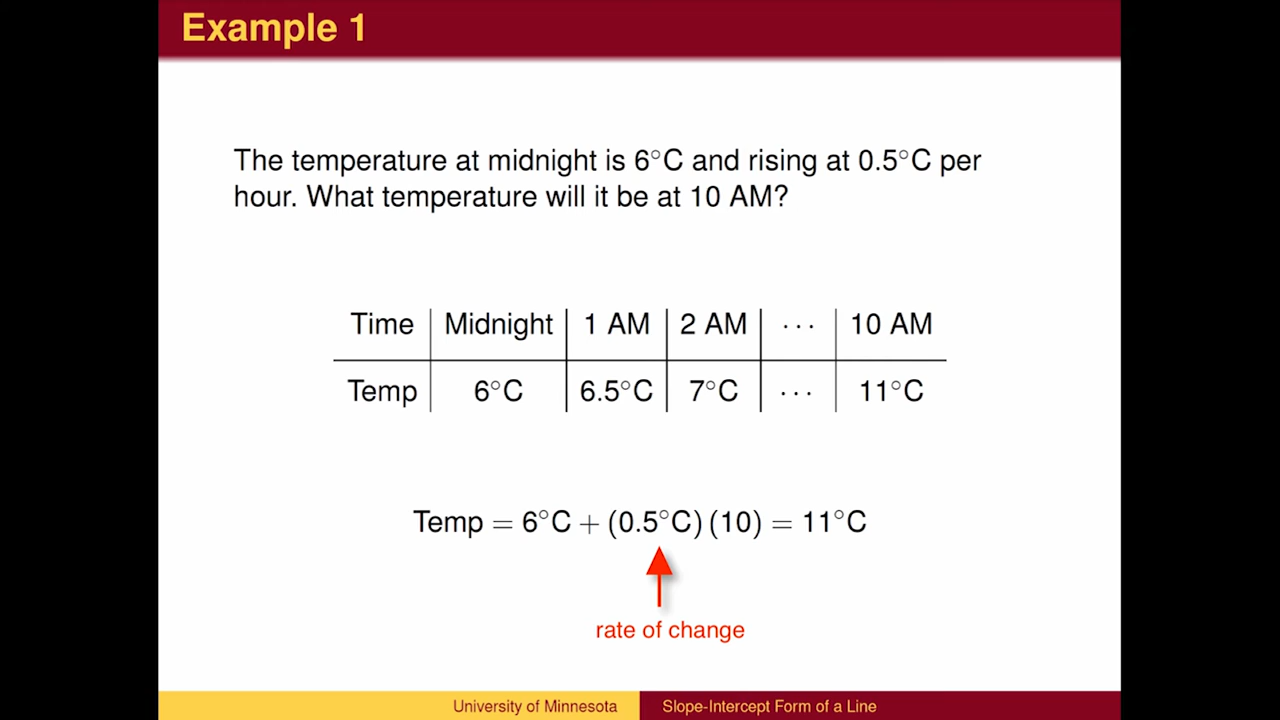 Example 1
The temperature at midnight is 6°C and rising at 0.5°C per
hour. What temperature will it be at 10 AM?
Time Midnight 1 AM 2 AM ··· 10 AM
Temp 6°C 6.5°C 7°C ··· 11°C
Temp = 6°C + (0.5°C) (10) = 11°C
rate of change
University of Minnesota Slope-Intercept Form of a Line